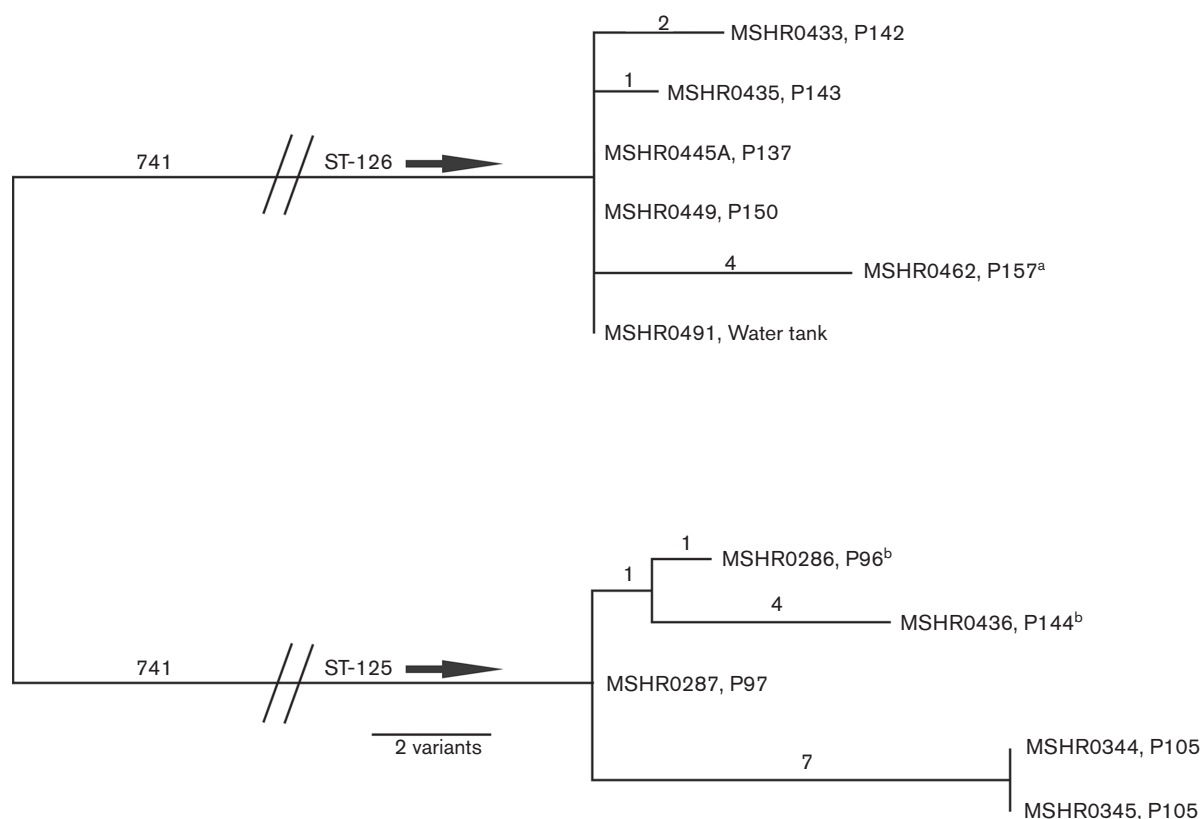 2
MSHR0433, P142
1
MSHR0435, P143
MSHR0445A, P137
741
ST-126
MSHR0449, P150
4
MSHR0462, P157ᵃ
MSHR0491, Water tank
1
MSHR0286, P96ᵇ
1
4
MSHR0436, P144ᵇ
741
ST-125
MSHR0287, P97
2 variants
7
MSHR0344, P105
MSHR0345, P105